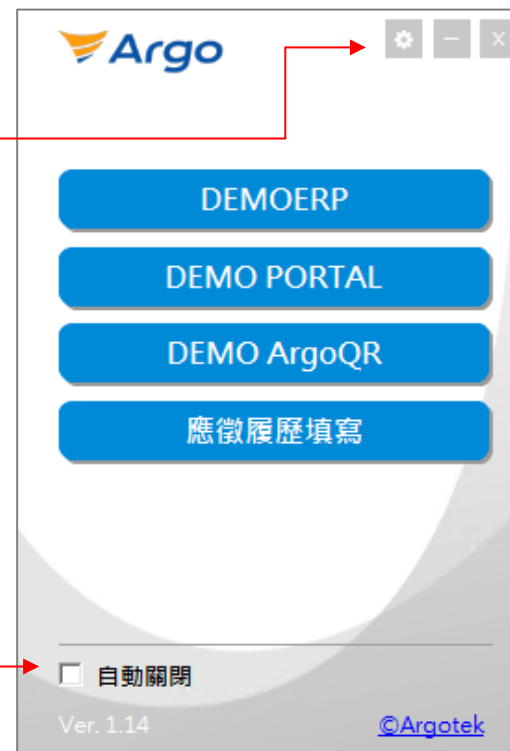 Argo
X
DEMOERP
DEMO PORTAL
DEMO ArgoQR
應徵履歷填寫
自動關閉
Ver. 1.14 ©Argotek